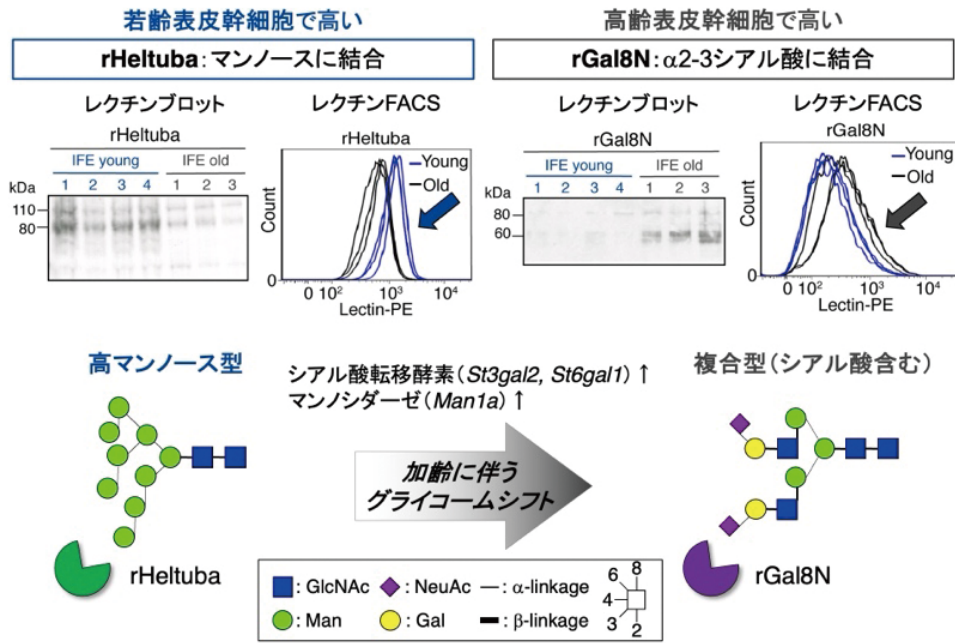 若齢表皮幹細胞で高い
rHeltuba:マンノースに結合
レクチンブロット
レクチンFACS
rHeltuba
IFE young
IFE old
1 2 3 4 1 2 3
kDa
110
80
rHeltuba
Young
Old
Count
0
0 10² 10³ 10⁴
Lectin-PE
高齢表皮幹細胞で高い
rGal8N:α2-3シアル酸に結合
レクチンブロット
レクチンFACS
rGal8N
IFE young
IFE old
1 2 3 4 1 2 3
kDa
80
60
rGal8N
Young
Old
Count
0
0 10² 10³ 10⁴
Lectin-PE
高マンノース型
シアル酸転移酵素(St3gal2, St6gal1)↑
マンノシダーゼ(Man1a)↑
複合型(シアル酸含む)
加齢に伴う
グライコームシフト
rHeltuba
rGal8N
: GlcNAc
: NeuAc
: α-linkage
: Man
: Gal
: β-linkage
8
6
4
3
2